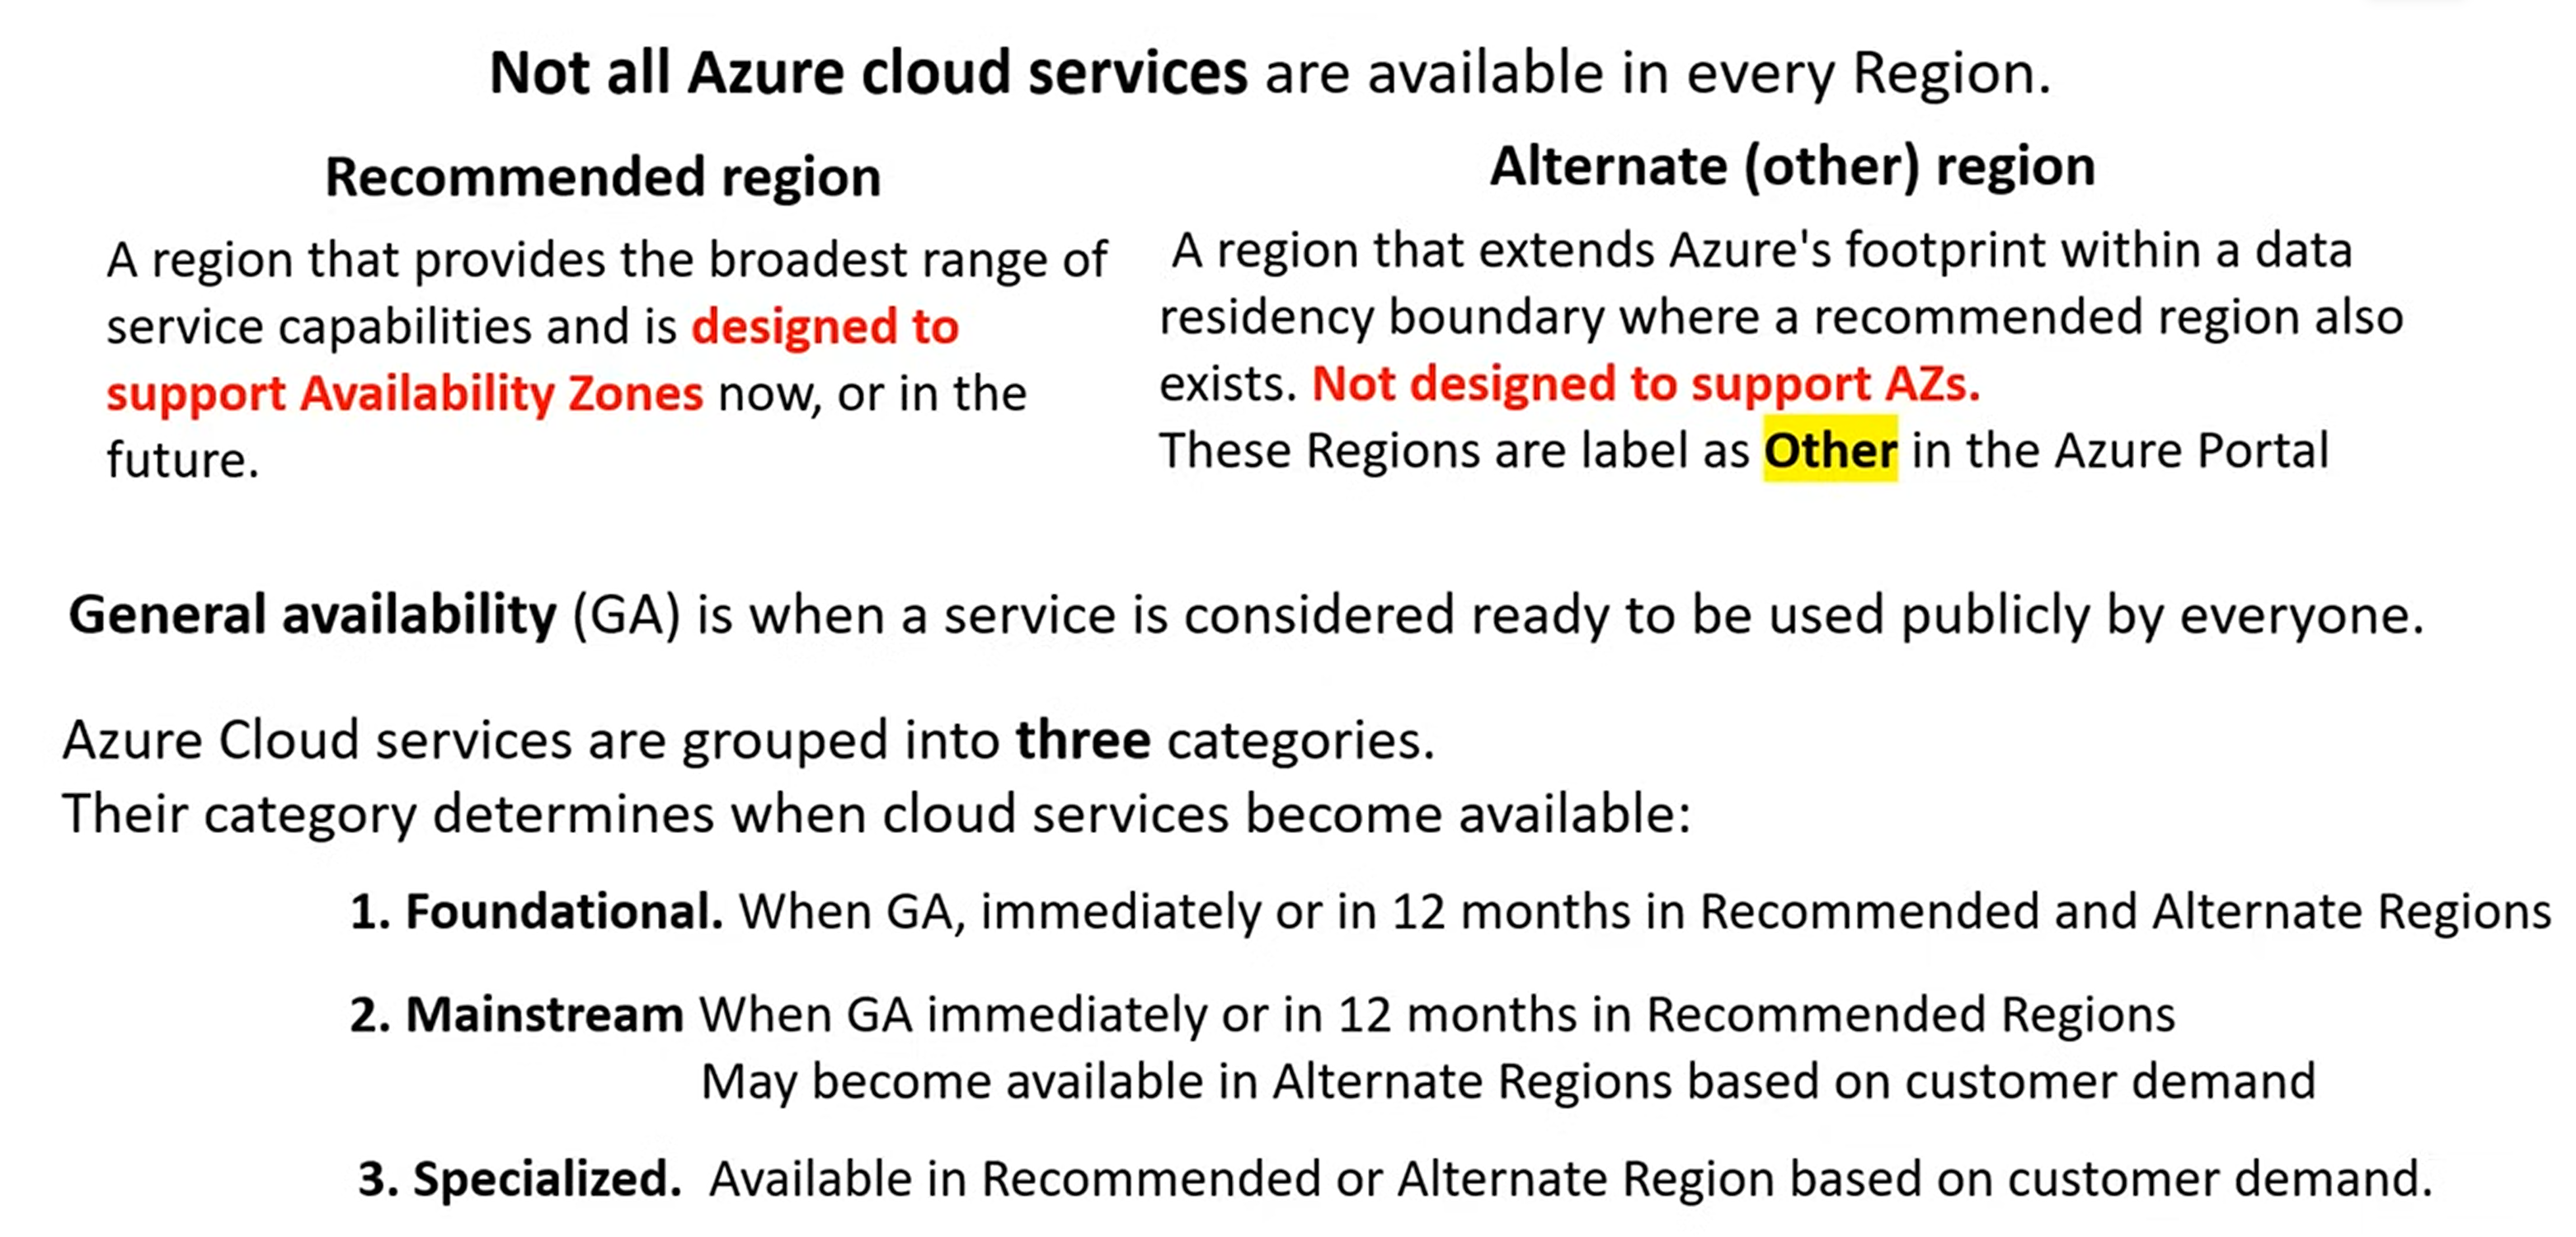 Not all Azure cloud services are available in every Region.
Recommended region
A region that provides the broadest range of
service capabilities and is designed to
support Availability Zones now, or in the
future.
Alternate (other) region
A region that extends Azure's footprint within a data
residency boundary where a recommended region also
exists. Not designed to support AZs.
These Regions are label as Other in the Azure Portal
General availability (GA) is when a service is considered ready to be used publicly by everyone.
Azure Cloud services are grouped into three categories.
Their category determines when cloud services become available:
1. Foundational. When GA, immediately or in 12 months in Recommended and Alternate Regions
2. Mainstream When GA immediately or in 12 months in Recommended Regions
May become available in Alternate Regions based on customer demand
3. Specialized. Available in Recommended or Alternate Region based on customer demand.